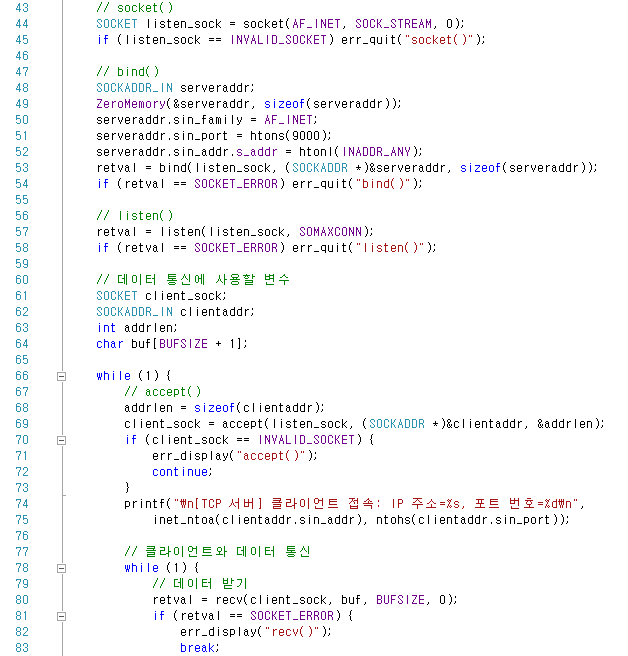 43 // socket()
44 SOCKET listen_sock = socket(AF_INET, SOCK_STREAM, 0);
45 if (listen_sock == INVALID_SOCKET) err_quit("socket()");
46
47 // bind()
48 SOCKADDR_IN serveraddr;
49 ZeroMemory(&serveraddr, sizeof(serveraddr));
50 serveraddr.sin_family = AF_INET;
51 serveraddr.sin_port = htons(9000);
52 serveraddr.sin_addr.s_addr = htonl(INADDR_ANY);
53 retval = bind(listen_sock, (SOCKADDR *)&serveraddr, sizeof(serveraddr));
54 if (retval == SOCKET_ERROR) err_quit("bind()");
55
56 // listen()
57 retval = listen(listen_sock, SOMAXCONN);
58 if (retval == SOCKET_ERROR) err_quit("listen()");
59
60 // 데이터 통신에 사용할 변수
61 SOCKET client_sock;
62 SOCKADDR_IN clientaddr;
63 int addrlen;
64 char buf[BUFSIZE + 1];
65
66 while (1) {
67 // accept()
68 addrlen = sizeof(clientaddr);
69 client_sock = accept(listen_sock, (SOCKADDR *)&clientaddr, &addrlen);
70 if (client_sock == INVALID_SOCKET) {
71 err_display("accept()");
72 continue;
73 }
74 printf("₩n[TCP 서버] 클라이언트 접속: IP 주소=%s, 포트 번호=%d₩n",
75 inet_ntoa(clientaddr.sin_addr), ntohs(clientaddr.sin_port));
76
77 // 클라이언트와 데이터 통신
78 while (1) {
79 // 데이터 받기
80 retval = recv(client_sock, buf, BUFSIZE, 0);
81 if (retval == SOCKET_ERROR) {
82 err_display("recv()");
83 break;